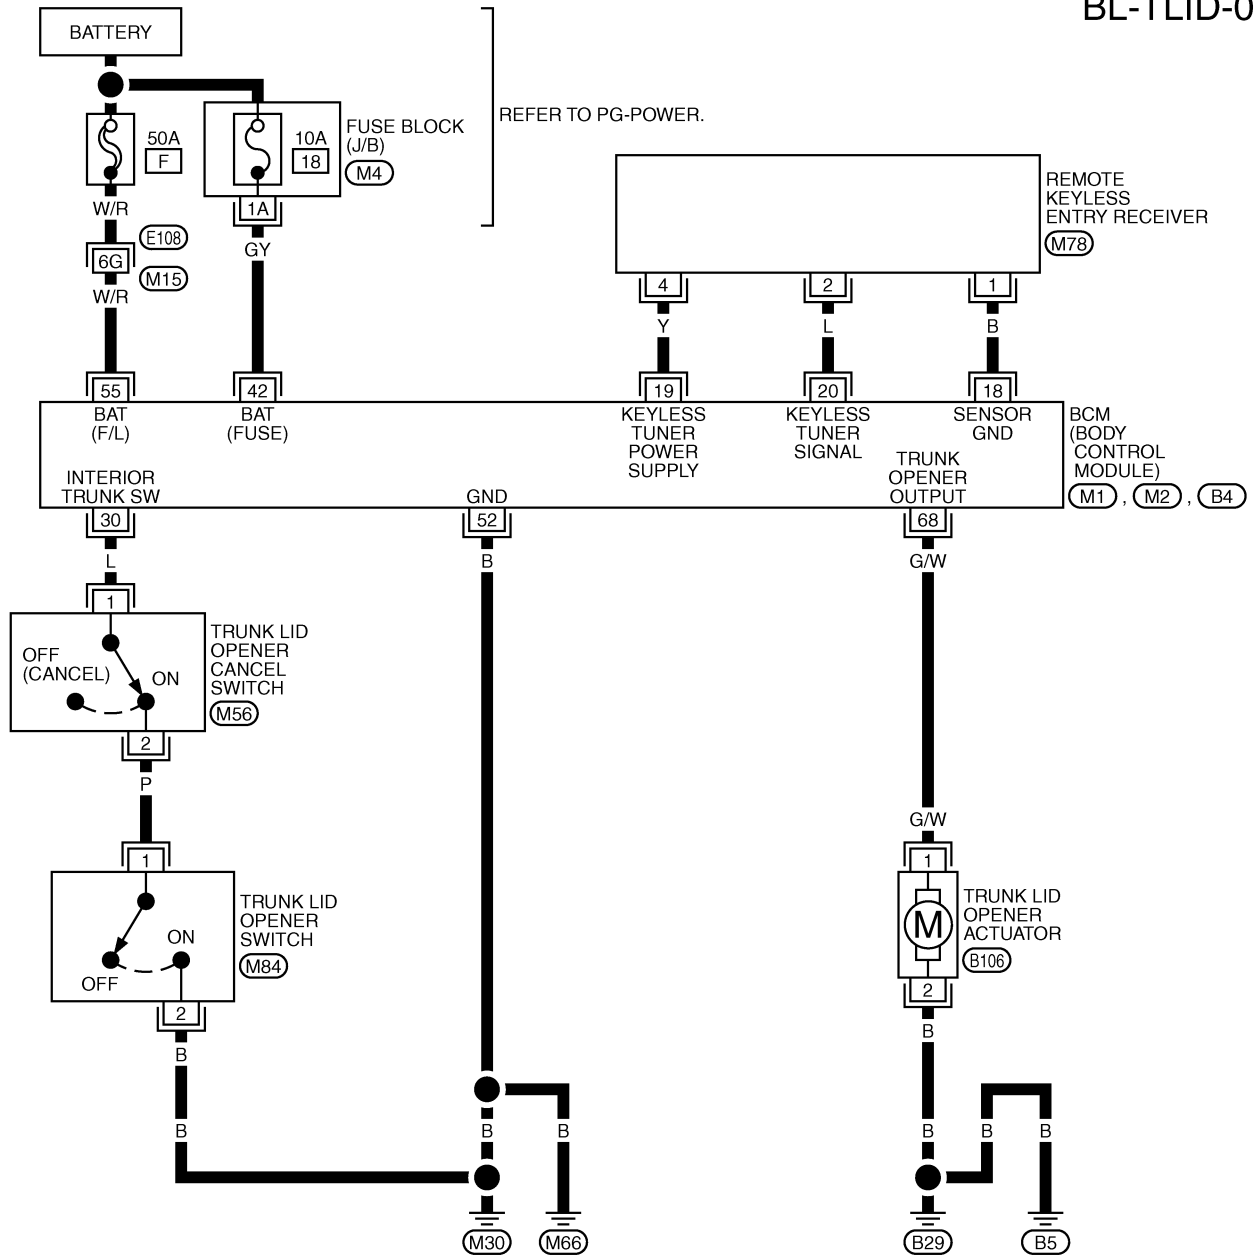 BL-TLID-0
BATTERY
REFER TO PG-POWER.
50A
F
10A
18
FUSE BLOCK
(J/B)
M4
W/R
1A
E108
6G
M15
GY
W/R
REMOTE
KEYLESS
ENTRY RECEIVER
M78
4
2
1
Y
L
B
55
42
19
20
18
BAT
(F/L)
BAT
(FUSE)
KEYLESS
TUNER
POWER
SUPPLY
KEYLESS
TUNER
SIGNAL
SENSOR
GND
BCM
(BODY
CONTROL
MODULE)
M1 , M2 , B4
INTERIOR
TRUNK SW
GND
TRUNK
OPENER
OUTPUT
30
52
68
L
B
G/W
1
OFF
(CANCEL)
ON
TRUNK LID
OPENER
CANCEL
SWITCH
M56
2
P
G/W
1
1
OFF
ON
TRUNK LID
OPENER
SWITCH
M84
M
TRUNK LID
OPENER
ACTUATOR
B106
2
2
B
B
B
B
B
B
B
B
M30
M66
B29
B5